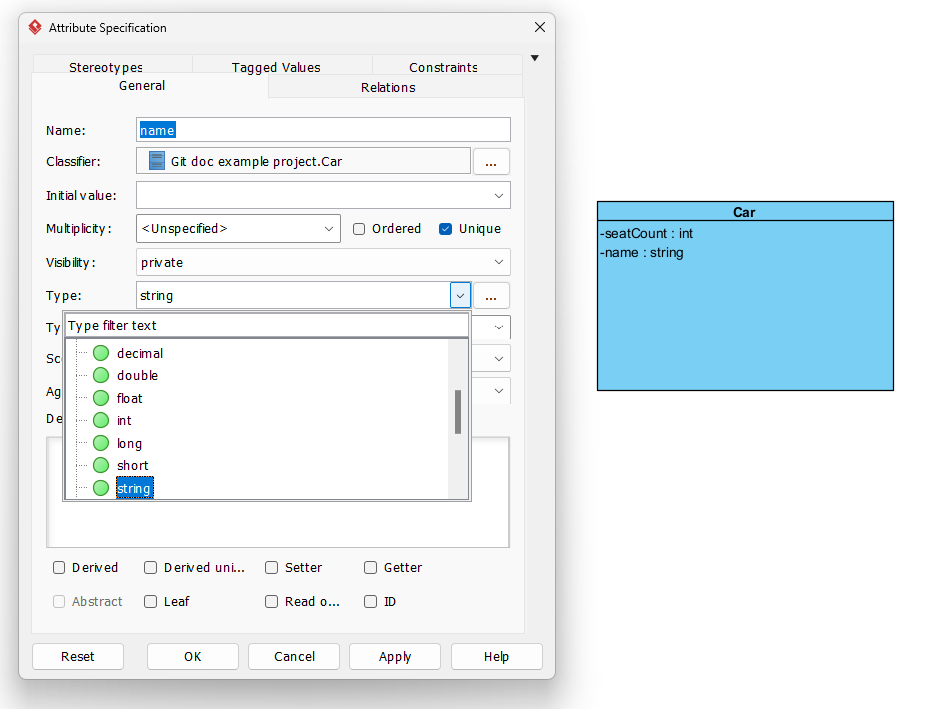 Attribute Specification
Stereotypes Tagged Values Constraints
General Relations
Name: name
Classifier: Git doc example project.Car ...
Initial value:
Multiplicity: <Unspecified> Ordered Unique
Visibility: private
Type: string ...
Ty
Type filter text
decimal
Sc
double
Ag
float
De
int
long
short
string
Derived Derived uni... Setter Getter
Abstract Leaf Read o... ID
Reset OK Cancel Apply Help
Car
-seatCount : int
-name : string